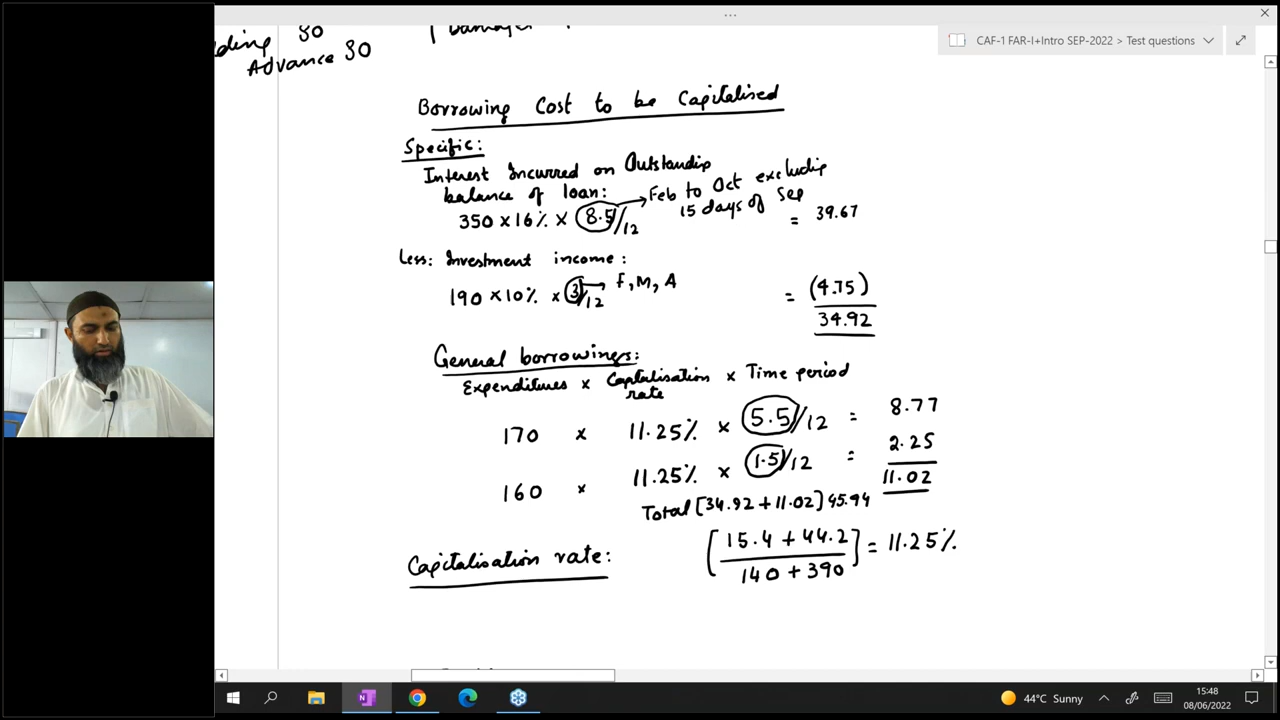 CAF-1 FAR-I+Intro SEP-2022 > Test questions
30
Advance 30
Borrowing Cost to be Capitalised
Specific:
Interest Incurred on Outstanding
balance of loan:
350 × 16% × 8.5/12
Feb to Oct excluding
15 days of Sep
= 39.67
Less: Investment income:
190 × 10% × 3/12
F, M, A
= (4.75)
34.92
General borrowings:
Expenditures × Capitalisation rate × Time period
170 × 11.25% × 5.5/12 = 8.77
160 × 11.25% × 1.5/12 = 2.25
11.02
Total [34.92 + 11.02] 45.94
Capitalisation rate: [15.4 + 44.2 / 140 + 390] = 11.25%
44°C Sunny
15:48
08/06/2022